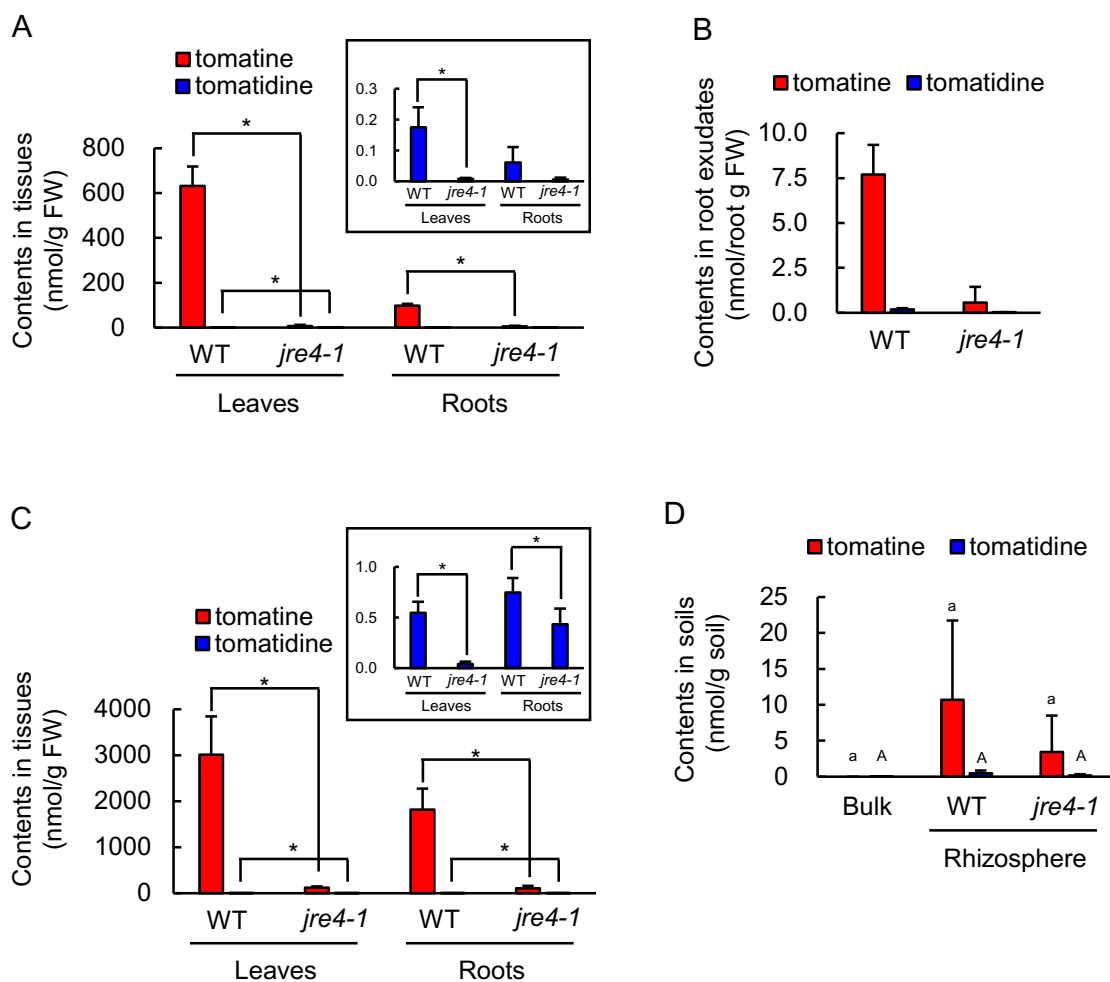 A
tomatine
tomatidine
Contents in tissues
(nmol/g FW)
800
600
400
200
0
*
*
*
WT
jre4-1
WT
jre4-1
Leaves
Roots
0.3
0.2
0.1
0.0
*
WT
jre4-1
WT
jre4-1
Leaves
Roots
B
tomatine
tomatidine
Contents in root exudates
(nmol/root g FW)
10.0
7.5
5.0
2.5
0.0
WT
jre4-1
C
tomatine
tomatidine
Contents in tissues
(nmol/g FW)
4000
3000
2000
1000
0
*
*
*
*
WT
jre4-1
WT
jre4-1
Leaves
Roots
1.0
0.5
0.0
*
*
WT
jre4-1
WT
jre4-1
Leaves
Roots
D
tomatine
tomatidine
Contents in soils
(nmol/g soil)
25
20
15
10
5
0
a
A
a
A
a
A
Bulk
WT
jre4-1
Rhizosphere